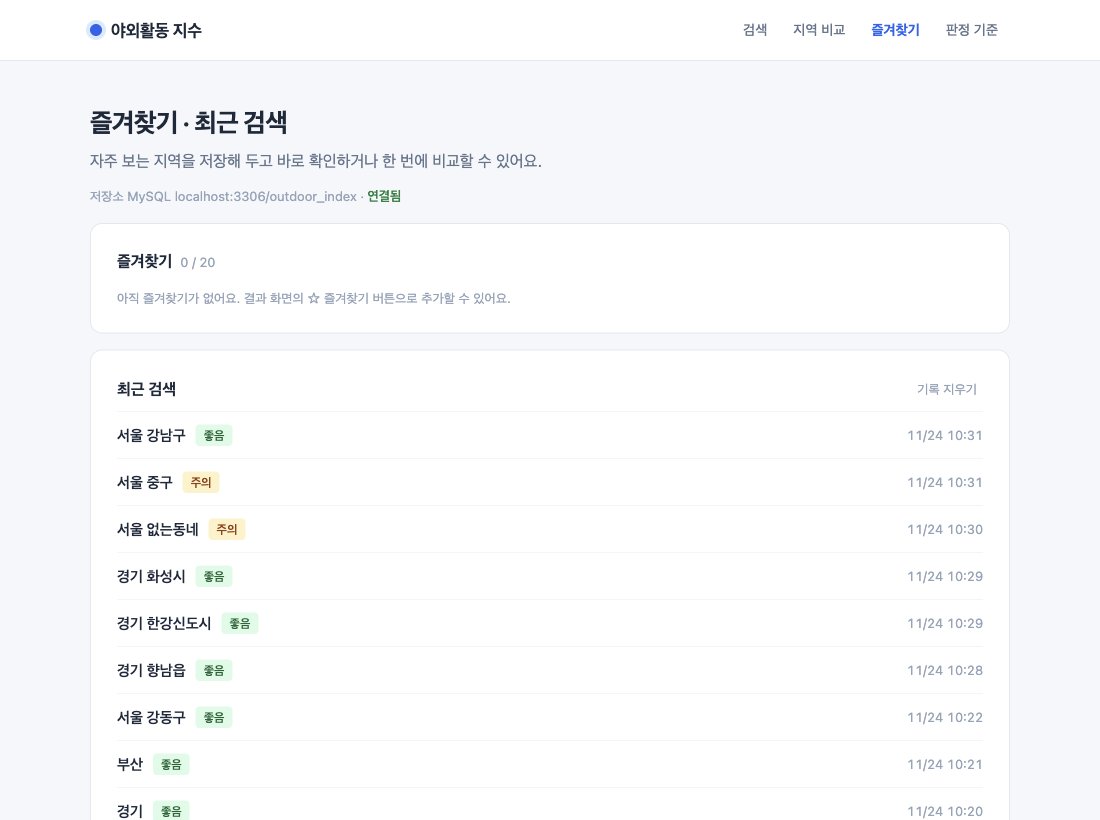 야외활동 지수
검색 지역 비교 즐겨찾기 판정 기준
즐겨찾기 · 최근 검색
자주 보는 지역을 저장해 두고 바로 확인하거나 한 번에 비교할 수 있어요.
저장소 MySQL localhost:3306/outdoor_index · 연결됨
즐겨찾기 0 / 20
아직 즐겨찾기가 없어요. 결과 화면의 ☆ 즐겨찾기 버튼으로 추가할 수 있어요.
최근 검색 기록 지우기
서울 강남구 좋음 11/24 10:31
서울 중구 주의 11/24 10:31
서울 없는동네 주의 11/24 10:30
경기 화성시 좋음 11/24 10:29
경기 한강신도시 좋음 11/24 10:29
경기 향남읍 좋음 11/24 10:28
서울 강동구 좋음 11/24 10:22
부산 좋음 11/24 10:21
경기 좋음 11/24 10:20